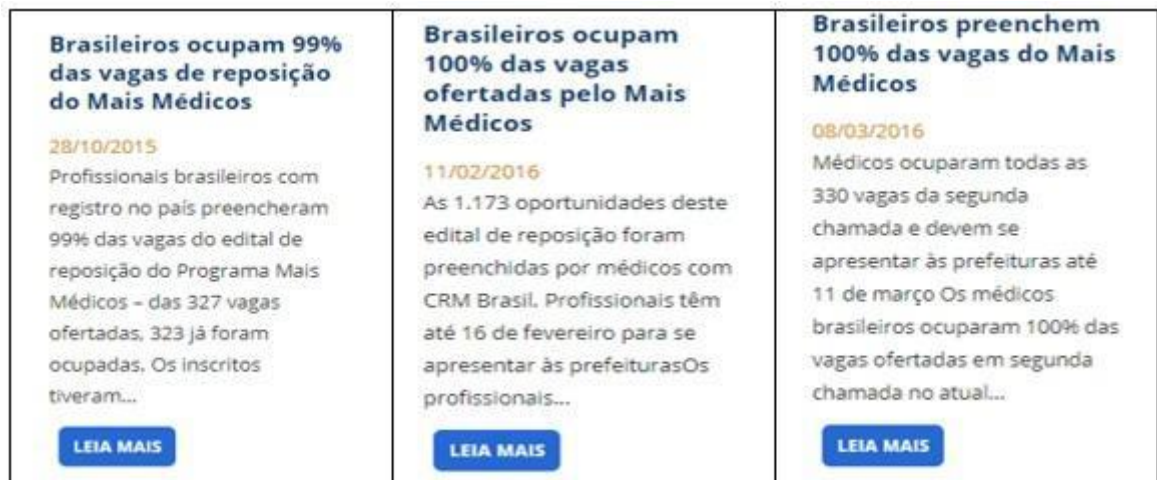 Brasileiros ocupam 99%
das vagas de reposição
do Mais Médicos
28/10/2015
Profissionais brasileiros com
registro no país preencheram
99% das vagas do edital de
reposição do Programa Mais
Médicos – das 327 vagas
ofertadas, 323 já foram
ocupadas. Os inscritos
tiveram...
LEIA MAIS
Brasileiros ocupam
100% das vagas
ofertadas pelo Mais
Médicos
11/02/2016
As 1.173 oportunidades deste
edital de reposição foram
preenchidas por médicos com
CRM Brasil. Profissionais têm
até 16 de fevereiro para se
apresentar às prefeiturasOs
profissionais...
LEIA MAIS
Brasileiros preenchem
100% das vagas do Mais
Médicos
08/03/2016
Médicos ocuparam todas as
330 vagas da segunda
chamada e devem se
apresentar às prefeituras até
11 de março Os médicos
brasileiros ocuparam 100% das
vagas ofertadas em segunda
chamada no atual...
LEIA MAIS